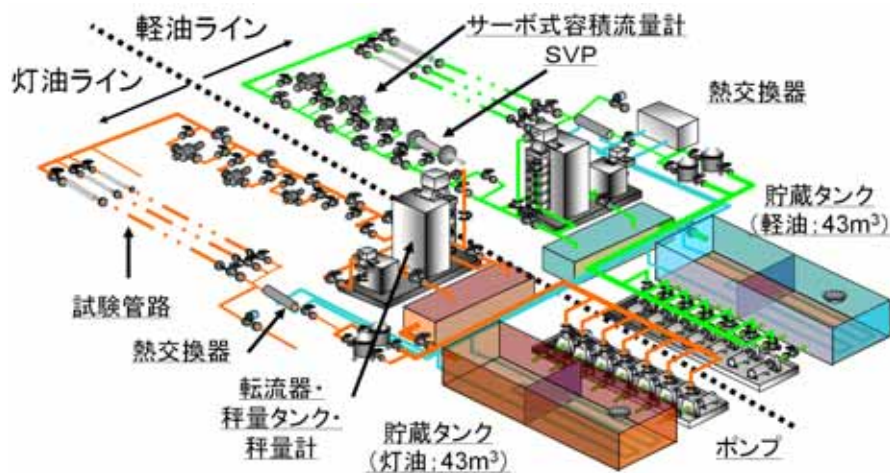 軽油ライン
灯油ライン
サーボ式容積流量計
SVP
熱交換器
貯蔵タンク
(軽油;43m³)
試験管路
熱交換器
転流器・
秤量タンク・
秤量計
貯蔵タンク
(灯油;43m³)
ポンプ